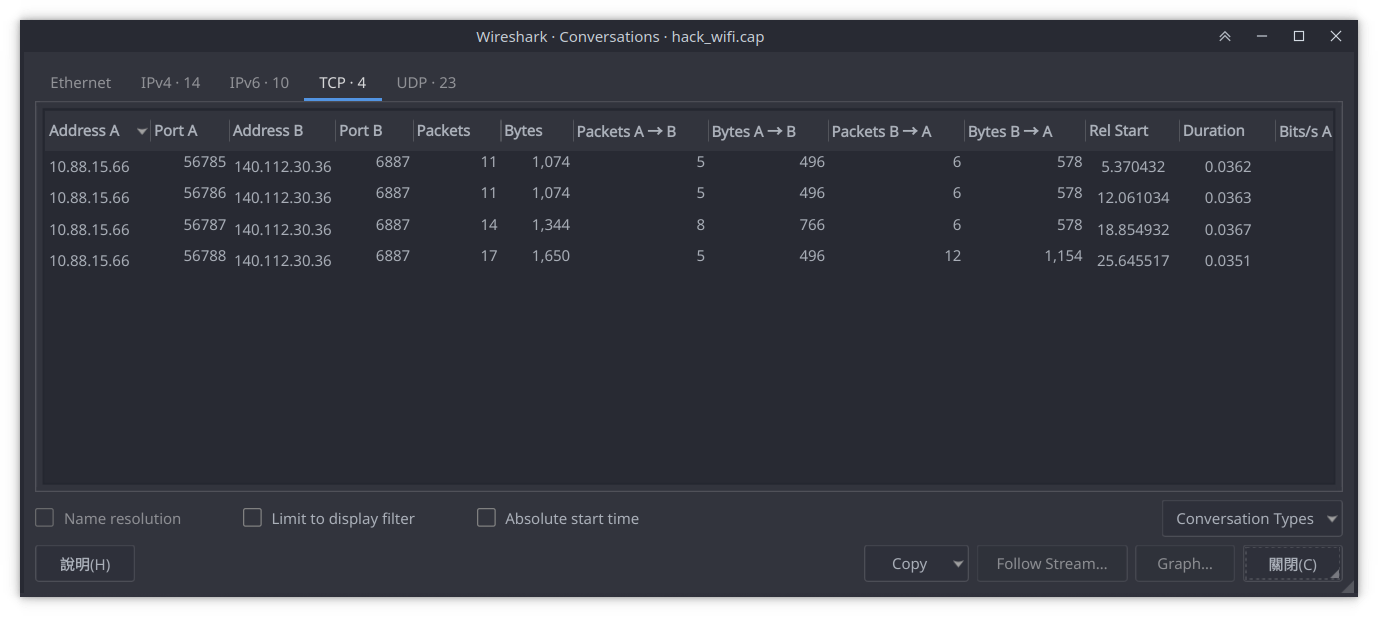 Wireshark · Conversations · hack_wifi.cap
Ethernet IPv4 · 14 IPv6 · 10 TCP · 4 UDP · 23
Address A Port A Address B Port B Packets Bytes Packets A → B Bytes A → B Packets B → A Bytes B → A Rel Start Duration Bits/s A
10.88.15.66 56785 140.112.30.36 6887 11 1,074 5 496 6 578 5.370432 0.0362
10.88.15.66 56786 140.112.30.36 6887 11 1,074 5 496 6 578 12.061034 0.0363
10.88.15.66 56787 140.112.30.36 6887 14 1,344 8 766 6 578 18.854932 0.0367
10.88.15.66 56788 140.112.30.36 6887 17 1,650 5 496 12 1,154 25.645517 0.0351
Name resolution Limit to display filter Absolute start time Conversation Types
說明(H) Copy Follow Stream... Graph... 關閉(C)